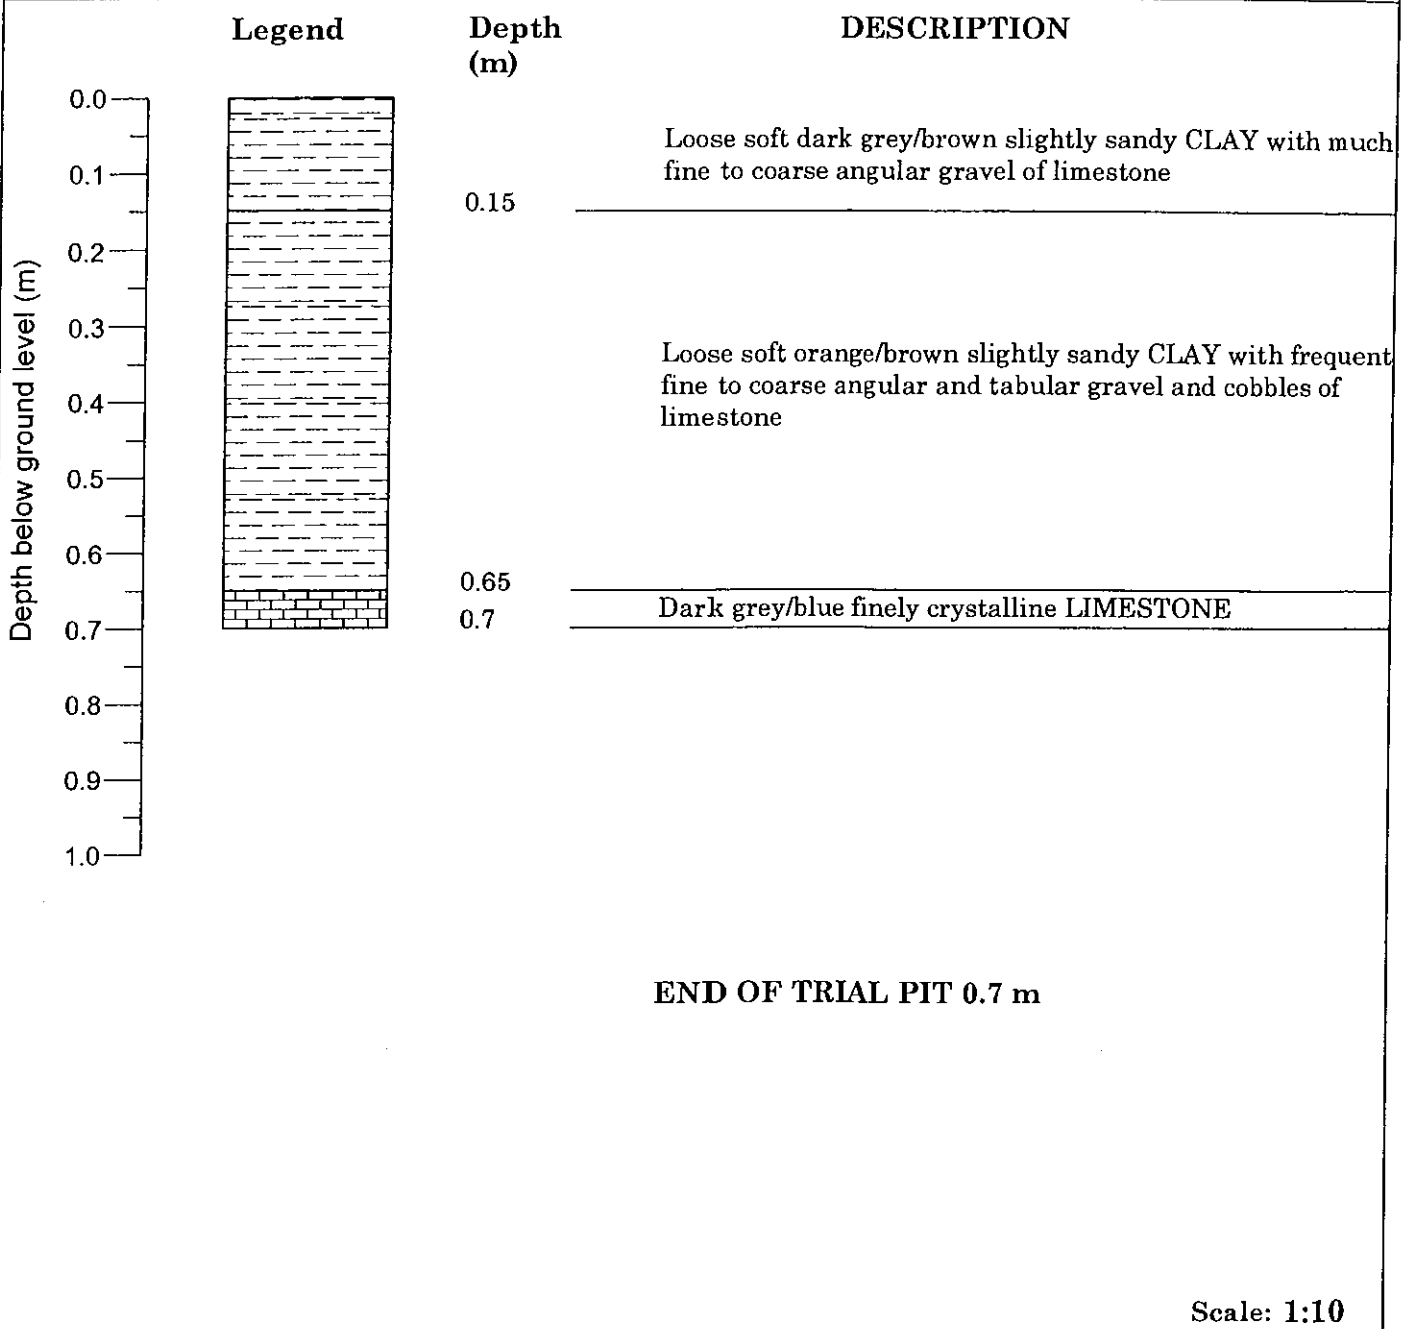 Legend
Depth
(m)
DESCRIPTION
Depth below ground level (m)
0.0
0.1
0.2
0.3
0.4
0.5
0.6
0.7
0.8
0.9
1.0
Loose soft dark grey/brown slightly sandy CLAY with much
fine to coarse angular gravel of limestone
0.15
Loose soft orange/brown slightly sandy CLAY with frequent
fine to coarse angular and tabular gravel and cobbles of
limestone
0.65
Dark grey/blue finely crystalline LIMESTONE
0.7
END OF TRIAL PIT 0.7 m
Scale: 1:10